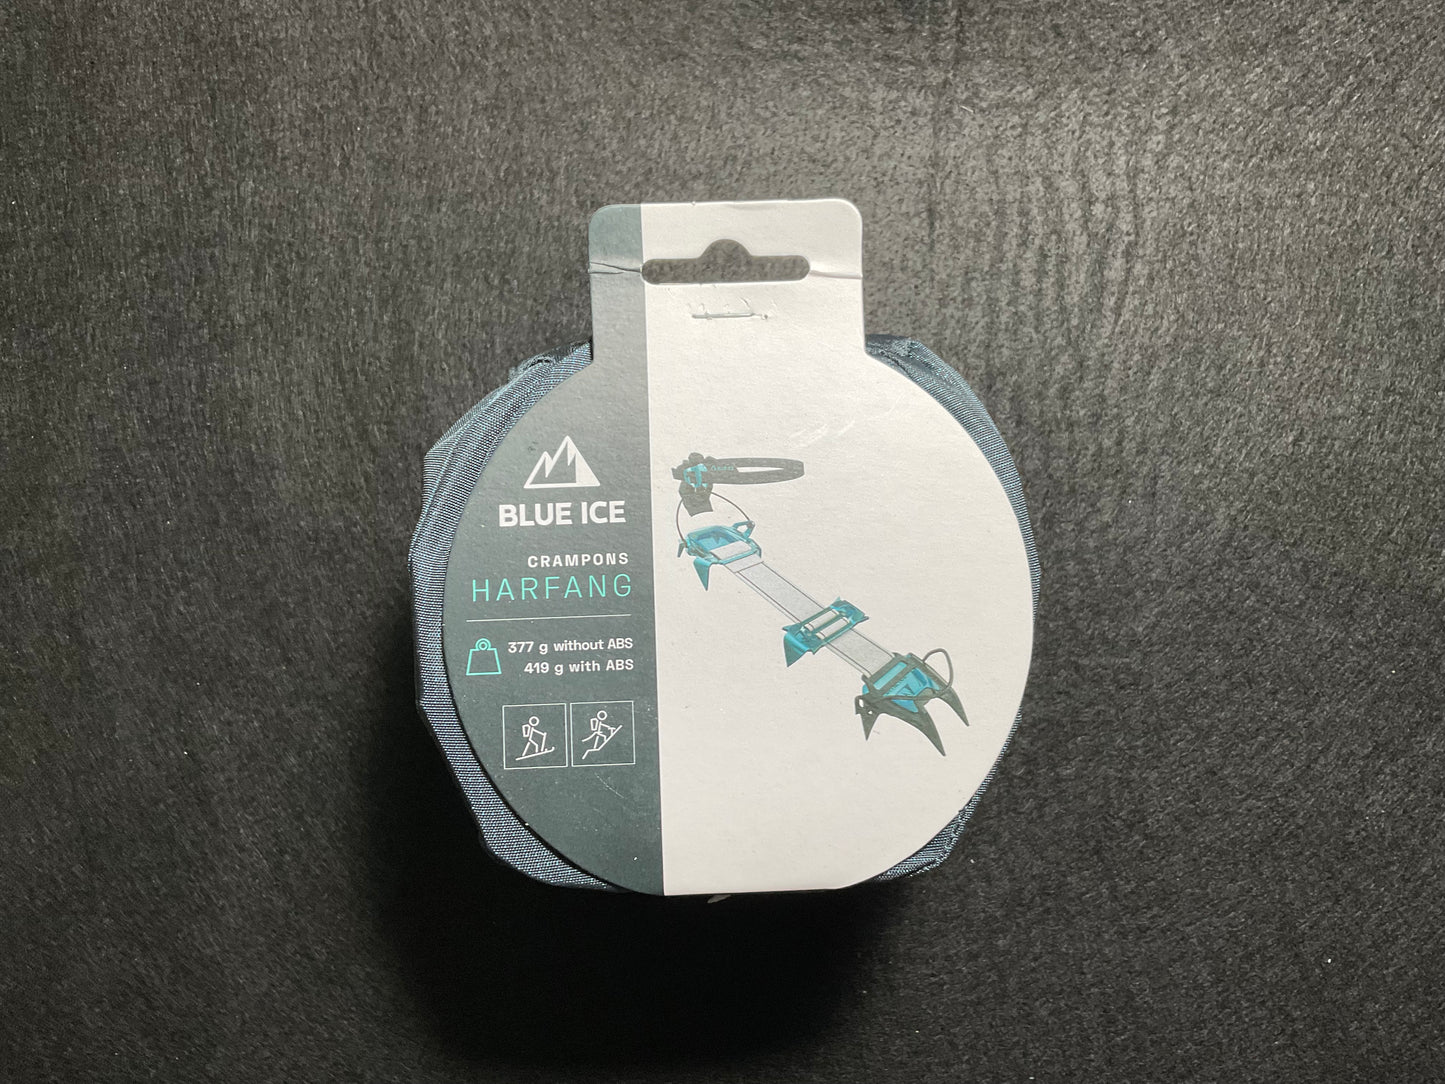 BLUE ICE
CRAMPONS
HARFANG
377 g without ABS
419 g with ABS